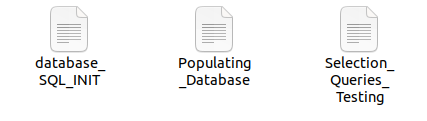 database_
SQL_INIT
Populating
_Database
Selection_
Queries_
Testing